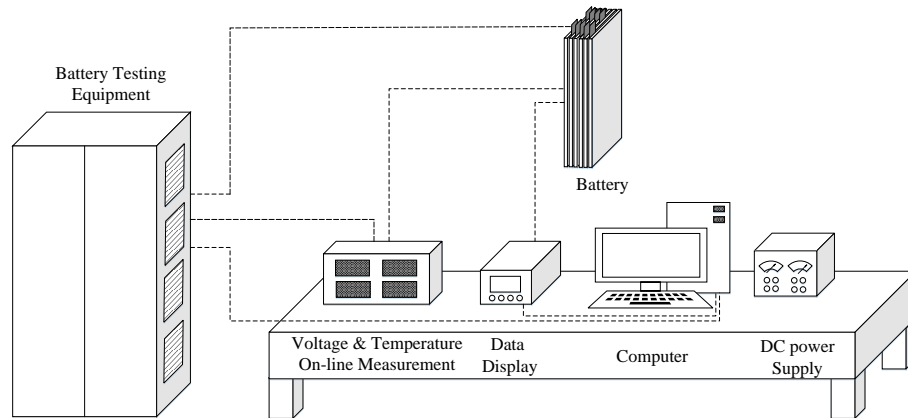 Battery Testing
Equipment
Battery
Voltage & Temperature
On-line Measurement
Data
Display
Computer
DC power
Supply